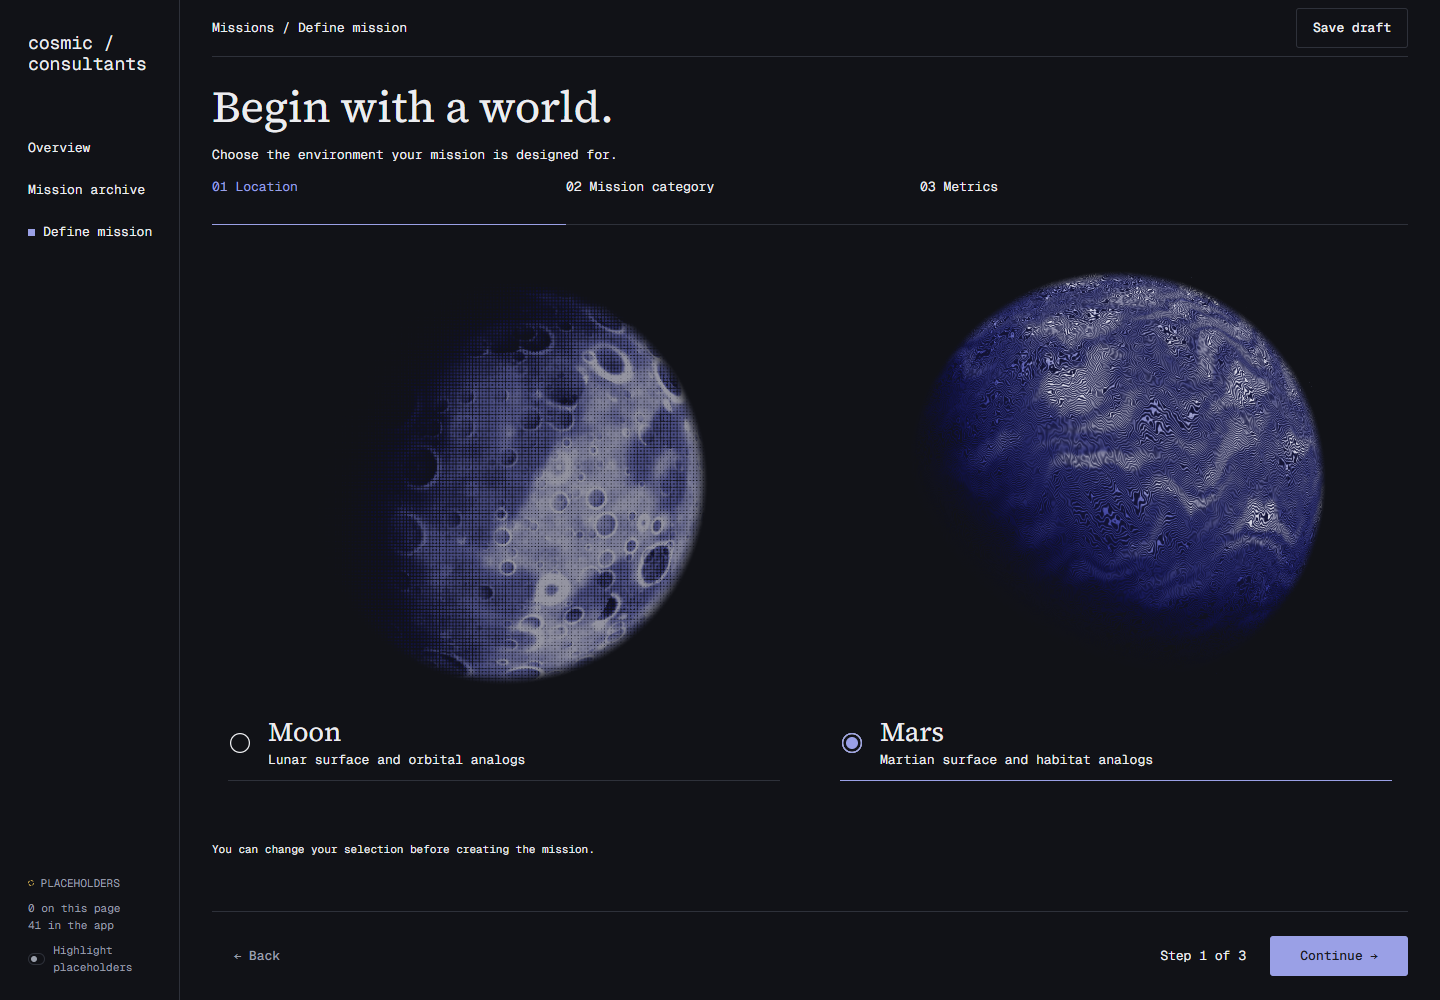 cosmic /
consultants
Overview
Mission archive
Define mission
PLACEHOLDERS
0 on this page
41 in the app
Highlight
placeholders
Missions / Define mission
Save draft
Begin with a world.
Choose the environment your mission is designed for.
01 Location
02 Mission category
03 Metrics
Moon
Lunar surface and orbital analogs
Mars
Martian surface and habitat analogs
You can change your selection before creating the mission.
← Back
Step 1 of 3
Continue →